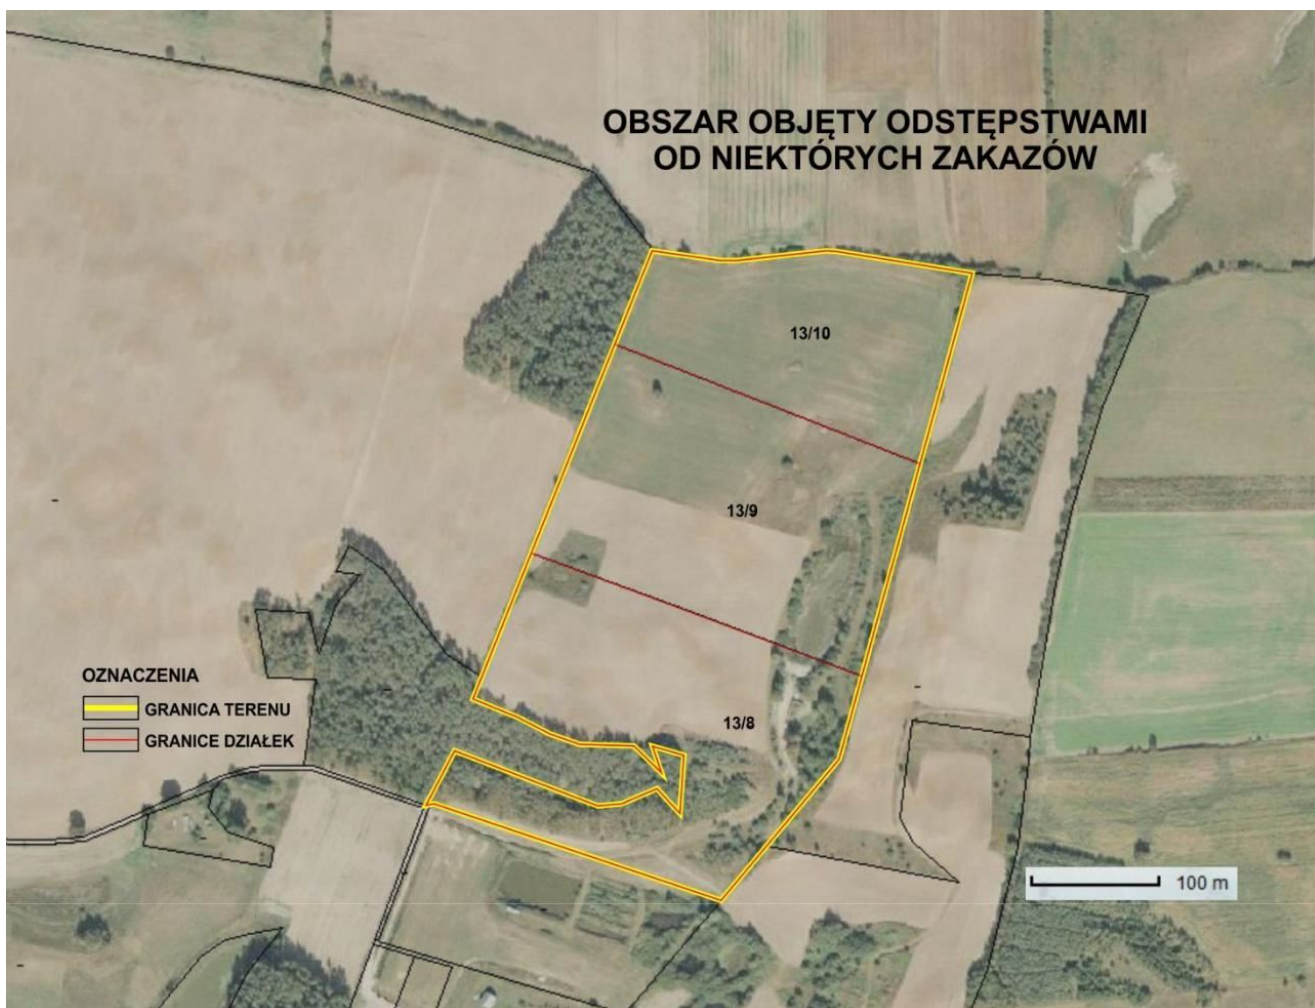 OBSZAR OBJĘTY ODSTĘPSTWAMI
OD NIEKTÓRYCH ZAKAZÓW
13/10
13/9
13/8
OZNACZENIA
GRANICA TERENU
GRANICE DZIAŁEK
100 m